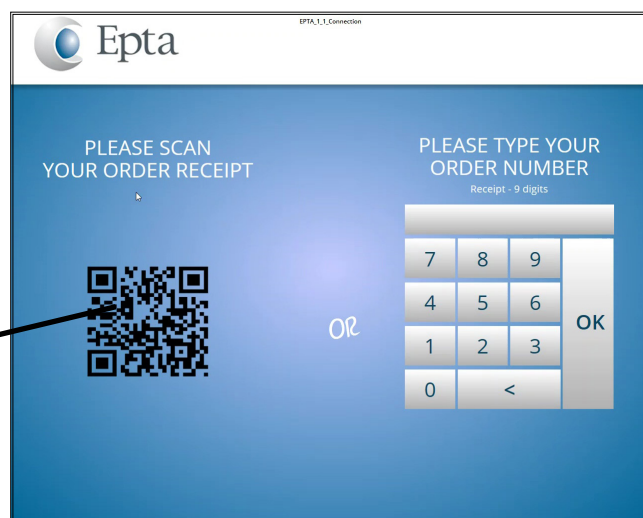 Epta
EPTA_1_1_Connection
PLEASE SCAN
YOUR ORDER RECEIPT
OR
PLEASE TYPE YOUR
ORDER NUMBER
Receipt - 9 digits
7 8 9
4 5 6
OK
1 2 3
0 <